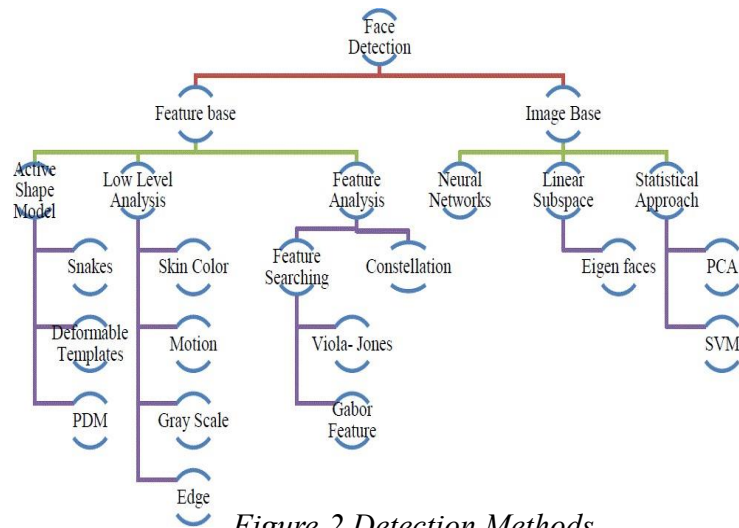 Face
Detection
Feature base
Image Base
Active
Shape
Model
Low Level
Analysis
Feature
Analysis
Neural
Networks
Linear
Subspace
Statistical
Approach
Snakes
Skin Color
Feature
Searching
Constellation
Eigen faces
PCA
Deformable
Templates
Motion
Viola- Jones
SVM
PDM
Gray Scale
Gabor
Feature
Edge
Figure 2 Detection Methods